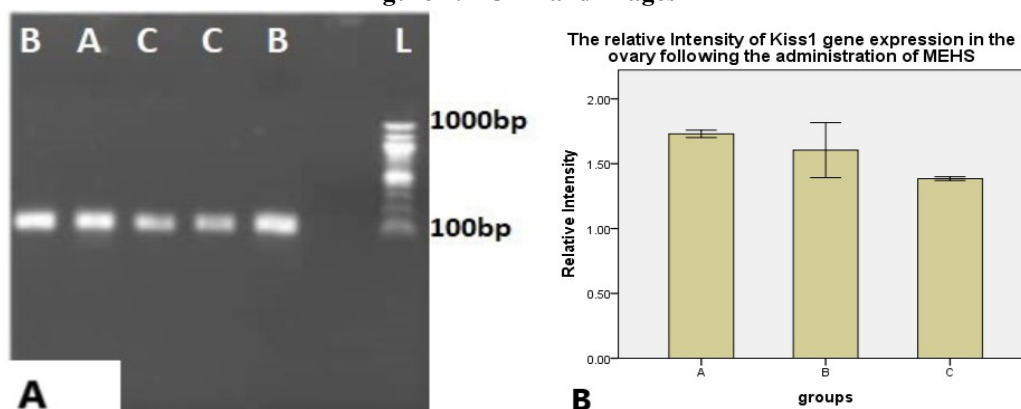 B A C C B L
1000bp
100bp
A
The relative Intensity of Kiss1 gene expression in the
ovary following the administration of MEHS
Relative Intensity
2.00
1.50
1.00
0.50
0.00
A B C
groups
B